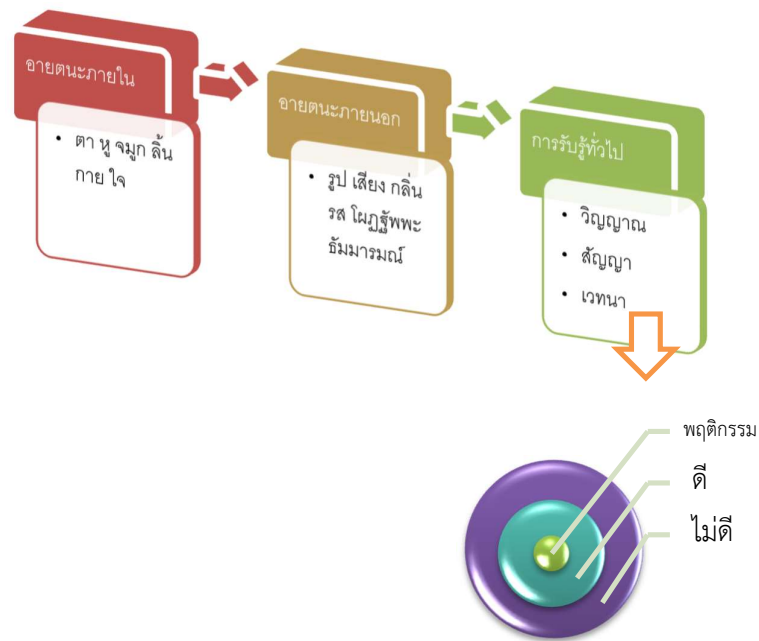 อายตนะภายใน
• ตา หู จมูก ลิ้น
กาย ใจ
อายตนะภายนอก
• รูป เสียง กลิ่น
รส โผฏฐัพพะ
ธัมมารมณ์
การรับรู้ทั่วไป
• วิญญาณ
• สัญญา
• เวทนา
พฤติกรรม
ดี
ไม่ดี